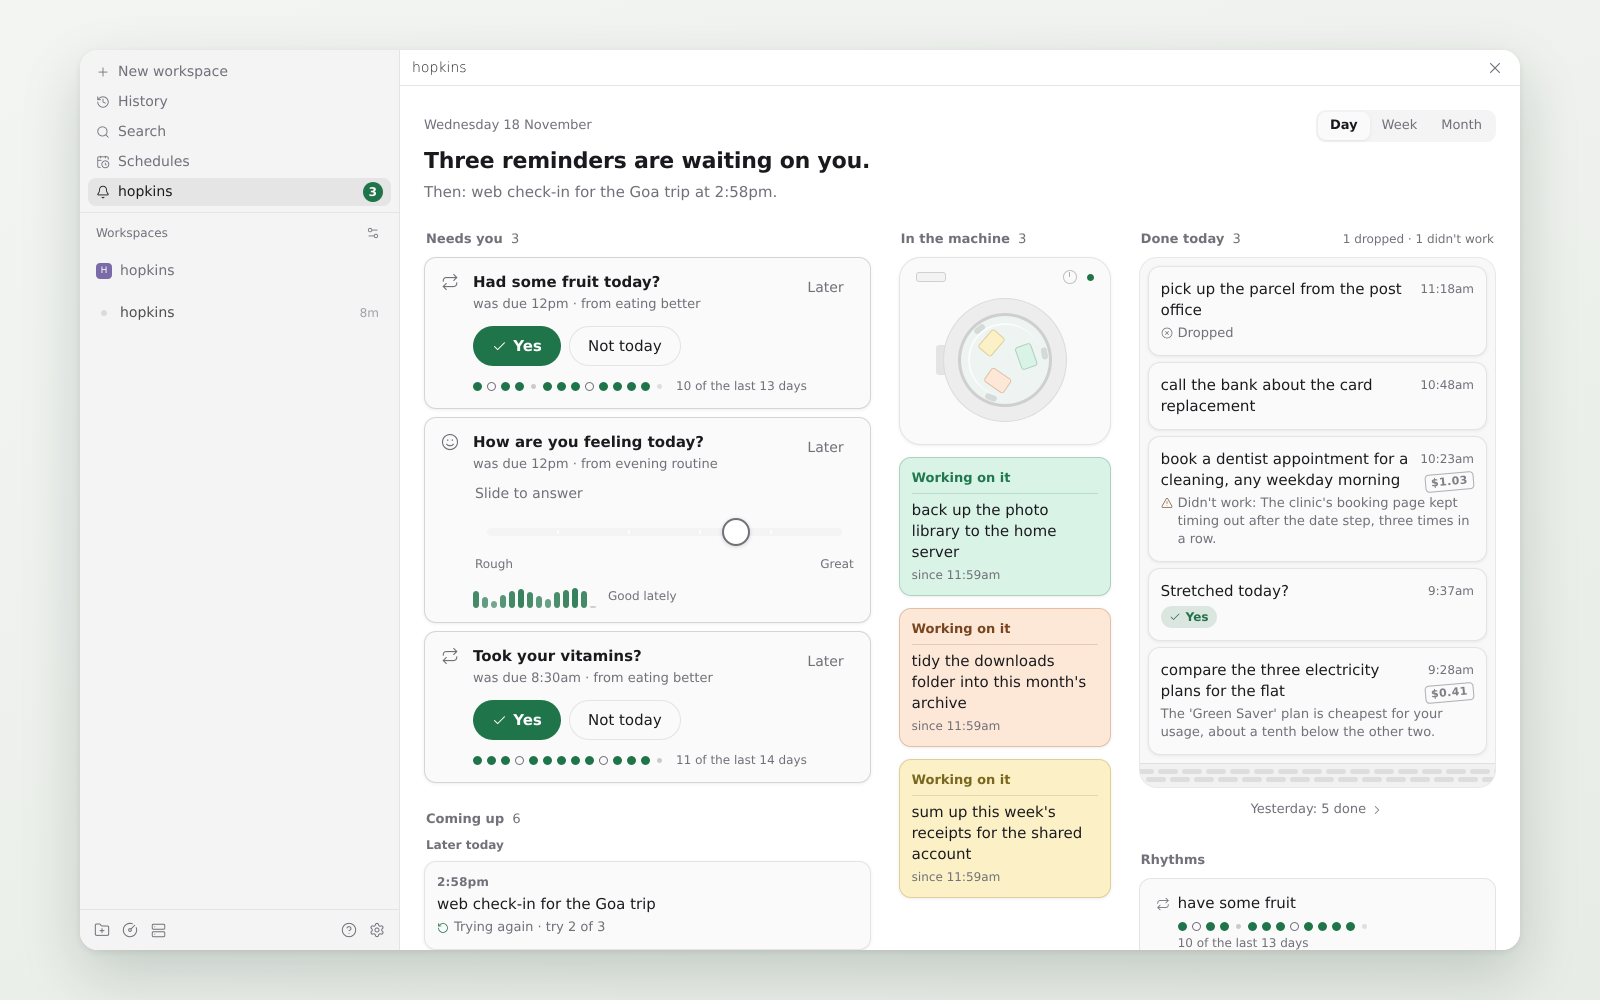 New workspace
History
Search
Schedules
hopkins
3
Workspaces
H
hopkins
hopkins
8m
hopkins
Wednesday 18 November
Day
Week
Month
Three reminders are waiting on you.
Then: web check-in for the Goa trip at 2:58pm.
Needs you 3
Had some fruit today?
was due 12pm · from eating better
Later
Yes
Not today
10 of the last 13 days
How are you feeling today?
was due 12pm · from evening routine
Later
Slide to answer
Rough
Great
Good lately
Took your vitamins?
was due 8:30am · from eating better
Later
Yes
Not today
11 of the last 14 days
Coming up 6
Later today
2:58pm
web check-in for the Goa trip
Trying again · try 2 of 3
In the machine 3
Working on it
back up the photo
library to the home
server
since 11:59am
Working on it
tidy the downloads
folder into this month's
archive
since 11:59am
Working on it
sum up this week's
receipts for the shared
account
since 11:59am
Done today 3
1 dropped · 1 didn't work
pick up the parcel from the post
office
11:18am
Dropped
call the bank about the card
replacement
10:48am
book a dentist appointment for a
cleaning, any weekday morning
10:23am
$1.03
Didn't work: The clinic's booking page kept
timing out after the date step, three times in
a row.
Stretched today?
9:37am
Yes
compare the three electricity
plans for the flat
9:28am
$0.41
The 'Green Saver' plan is cheapest for your
usage, about a tenth below the other two.
Yesterday: 5 done
Rhythms
have some fruit
10 of the last 13 days